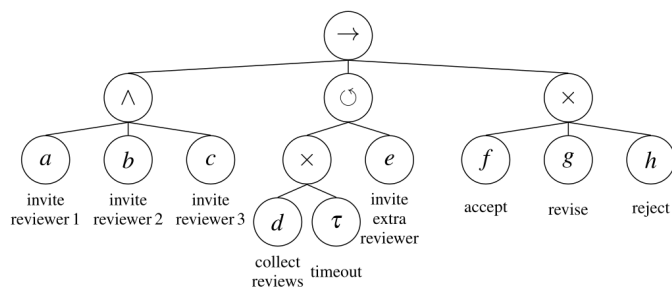 →
∧
↺
×
a
b
c
×
e
f
g
h
invite
reviewer 1
invite
reviewer 2
invite
reviewer 3
invite
extra
reviewer
accept
revise
reject
d
τ
collect
reviews
timeout